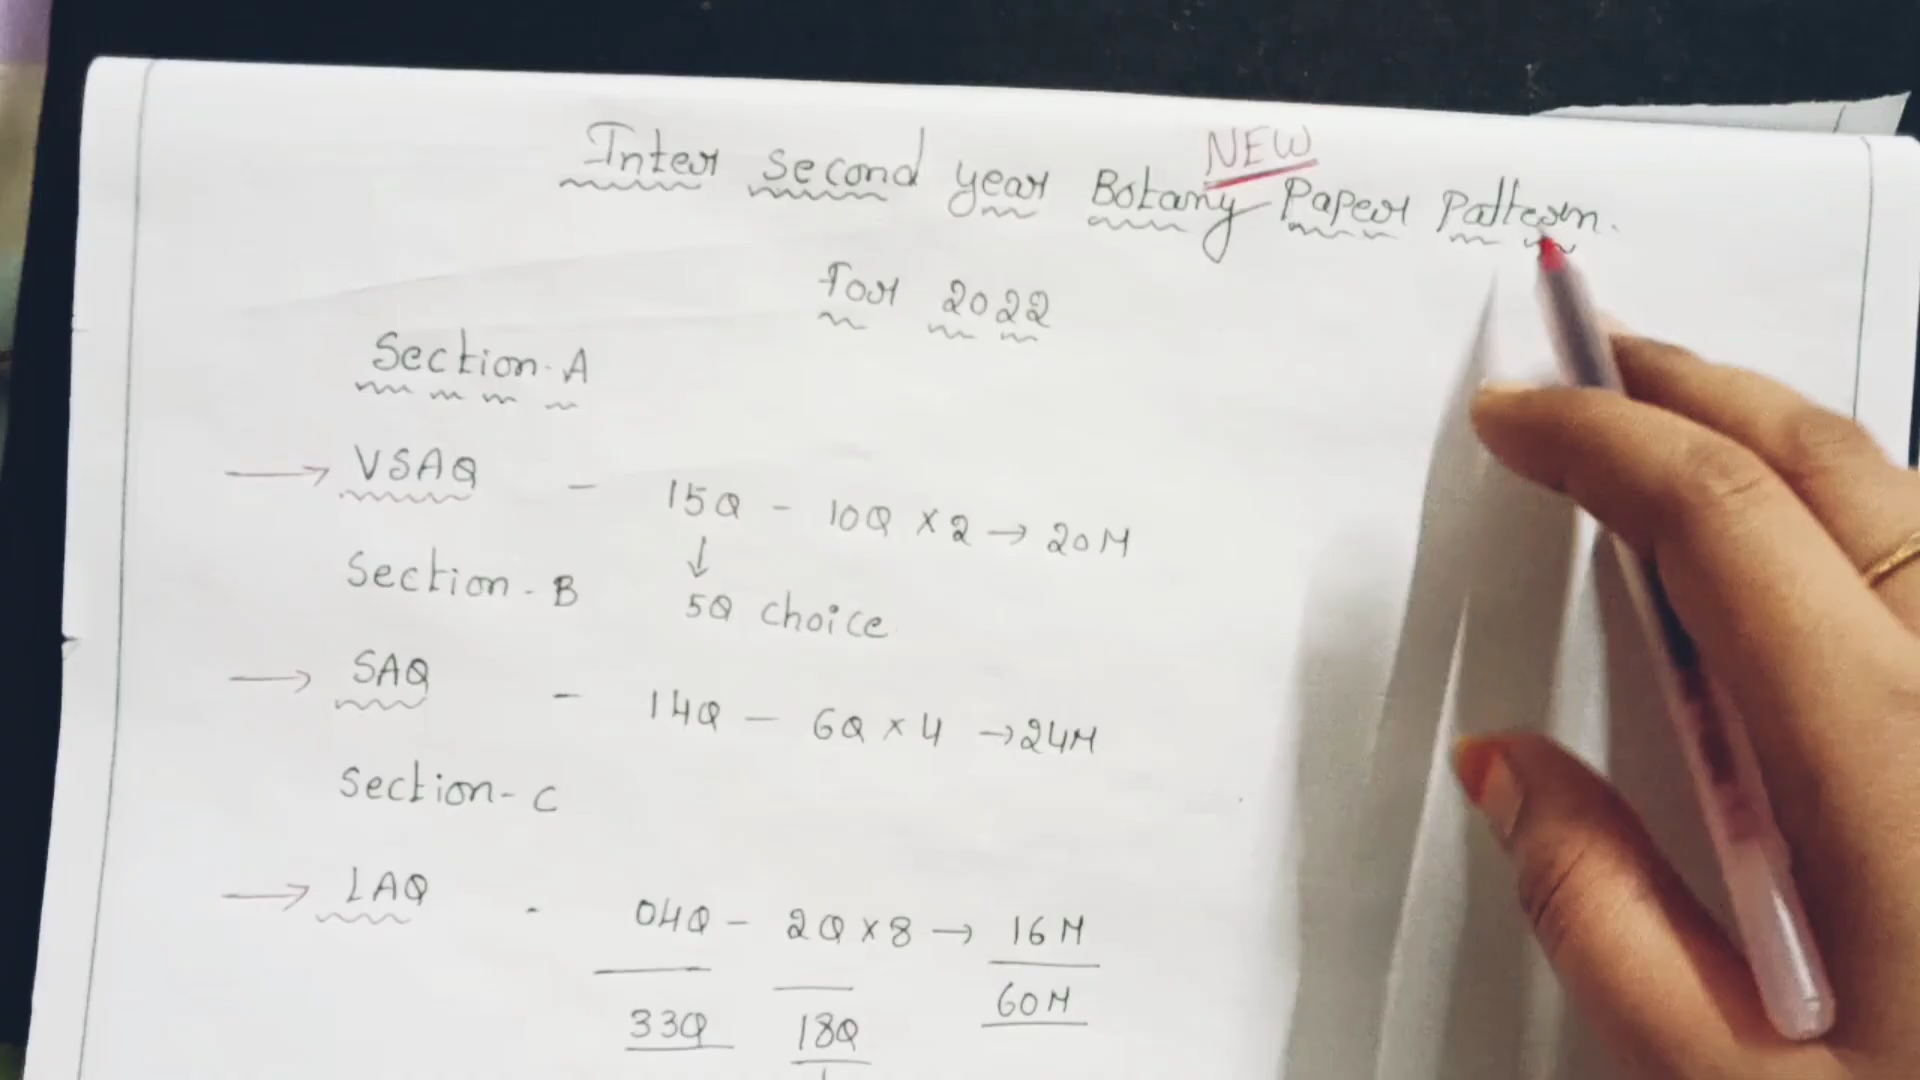 Inter second year Botany NEW Paper Pattern.
For 2022
Section-A
→ VSAQ - 15Q - 10Q × 2 → 20M
↓
5Q choice
Section-B
→ SAQ - 14Q - 6Q × 4 → 24M
Section-C
→ LAQ - 04Q - 2Q × 8 → 16M
33Q 18Q 60M